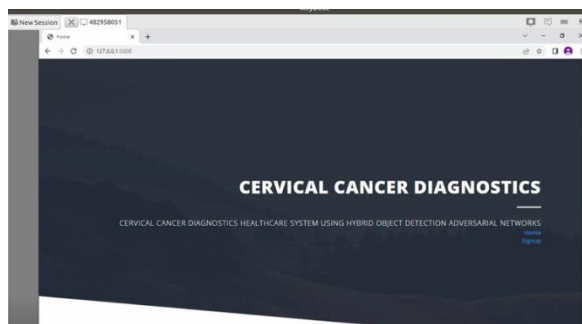 New Session
482958051
Home
127.0.0.1:5000
CERVICAL CANCER DIAGNOSTICS
CERVICAL CANCER DIAGNOSTICS HEALTHCARE SYSTEM USING HYBRID OBJECT DETECTION ADVERSARIAL NETWORKS
Home
Signup